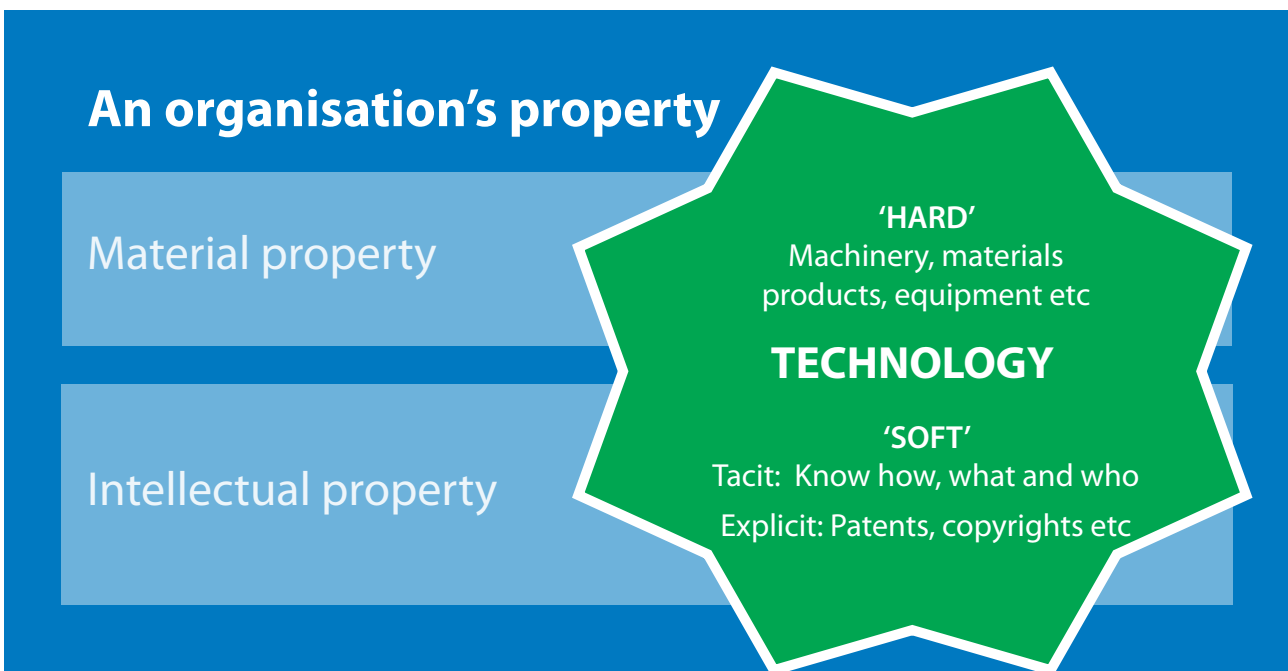 An organisation’s property
Material property
‘HARD’
Machinery, materials
products, equipment etc
TECHNOLOGY
Intellectual property
‘SOFT’
Tacit: Know how, what and who
Explicit: Patents, copyrights etc